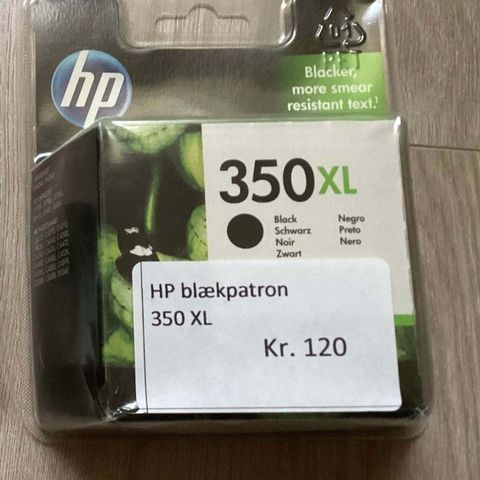 hp
Blacker,
more smear
resistant text.¹
350XL
Black Negro
Schwarz Preto
Noir Nero
Zwart
HP blækpatron
350 XL
Kr. 120